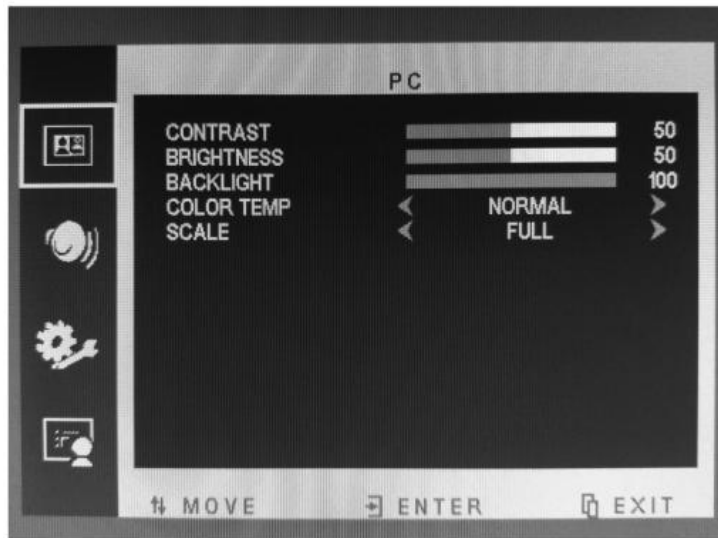 PC
CONTRAST 50
BRIGHTNESS 50
BACKLIGHT 100
COLOR TEMP NORMAL
SCALE FULL
MOVE ENTER EXIT